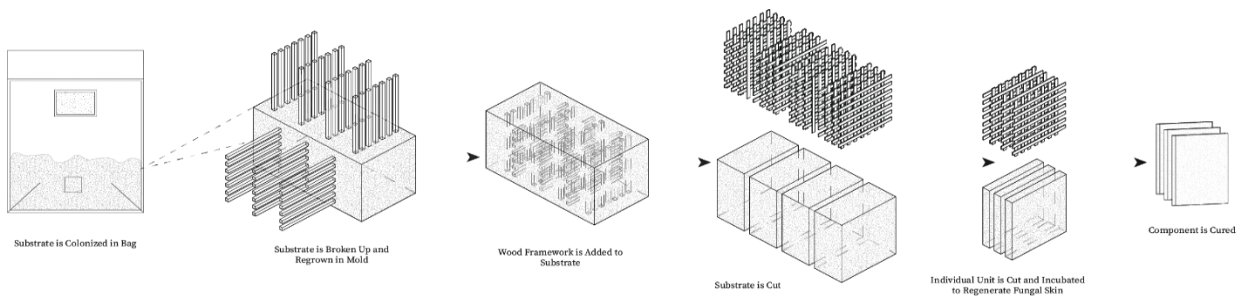 Substrate is Colonized in Bag
Substrate is Broken Up and
Regrown in Mold
Wood Framework is Added to
Substrate
Substrate is Cut
Individual Unit is Cut and Incubated
to Regenerate Fungal Skin
Component is Cured